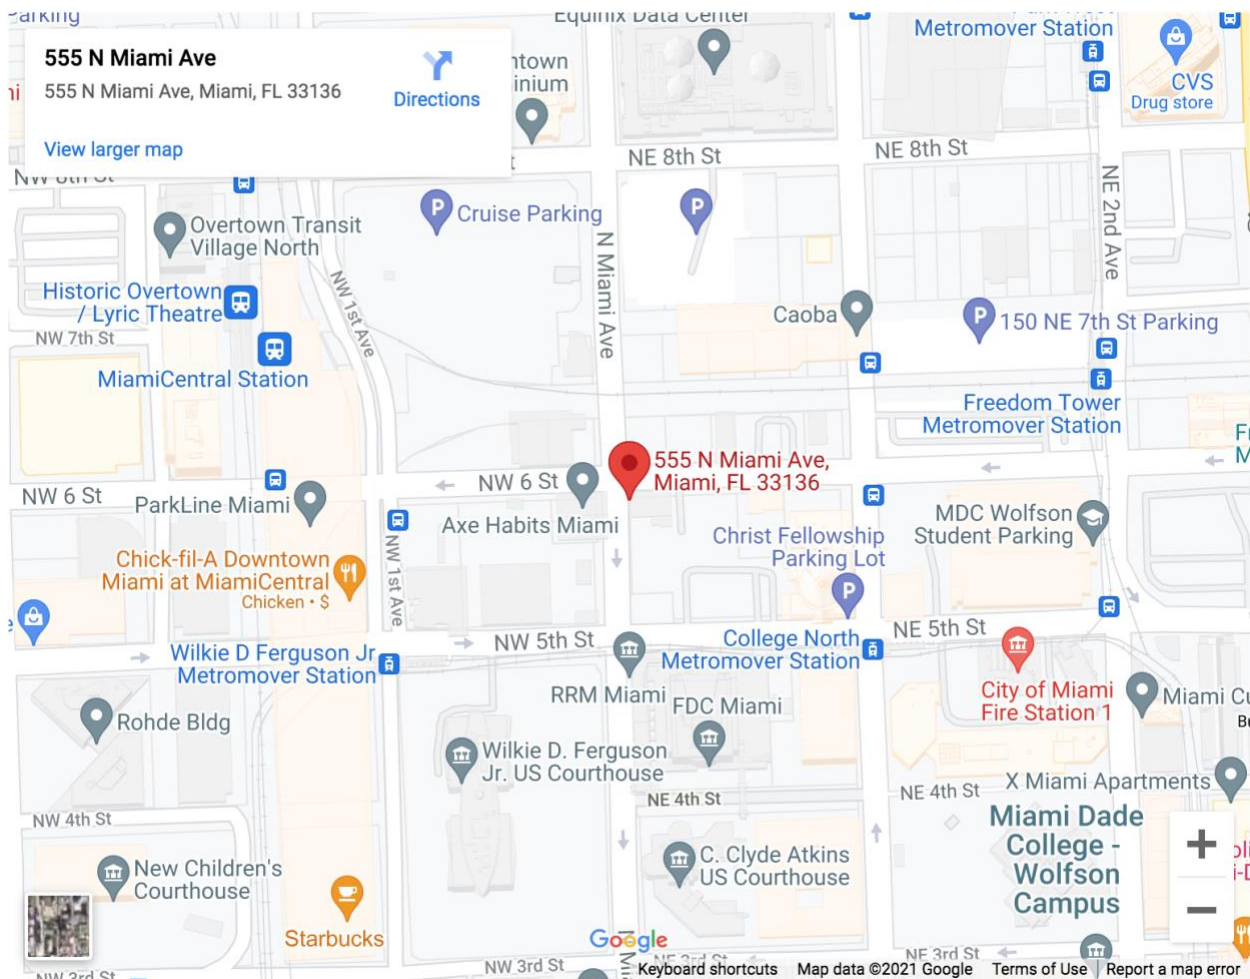 Parking
Equinix Data Center
Metromover Station
555 N Miami Ave
555 N Miami Ave, Miami, FL 33136
Directions
View larger map
CVS
Drug store
NE 8th St
NE 8th St
NW 8th St
NE 2nd Ave
Overtown Transit
Village North
P
Cruise Parking
P
N Miami Ave
NW 1st Ave
Historic Overtown
/ Lyric Theatre
NW 7th St
Caoba
P
150 NE 7th St Parking
MiamiCentral Station
Freedom Tower
Metromover Station
NW 6 St
NW 6 St
555 N Miami Ave,
Miami, FL 33136
ParkLine Miami
Axe Habits Miami
MDC Wolfson
Student Parking
Christ Fellowship
Parking Lot
P
Chick-fil-A Downtown
Miami at MiamiCentral
Chicken • $
NW 1st Ave
NW 5th St
NE 5th St
College North
Metromover Station
Wilkie D Ferguson Jr
Metromover Station
RRM Miami
FDC Miami
City of Miami
Fire Station 1
Rohde Bldg
Wilkie D. Ferguson
Jr. US Courthouse
X Miami Apartments
NE 4th St
NE 4th St
NW 4th St
Miami Dade
College -
Wolfson
Campus
New Children's
Courthouse
C. Clyde Atkins
US Courthouse
+
−
Starbucks
Google
NW 3rd St
NW 3rd St
NE 3rd St
Keyboard shortcuts
Map data ©2021 Google
Terms of Use
Report a map error